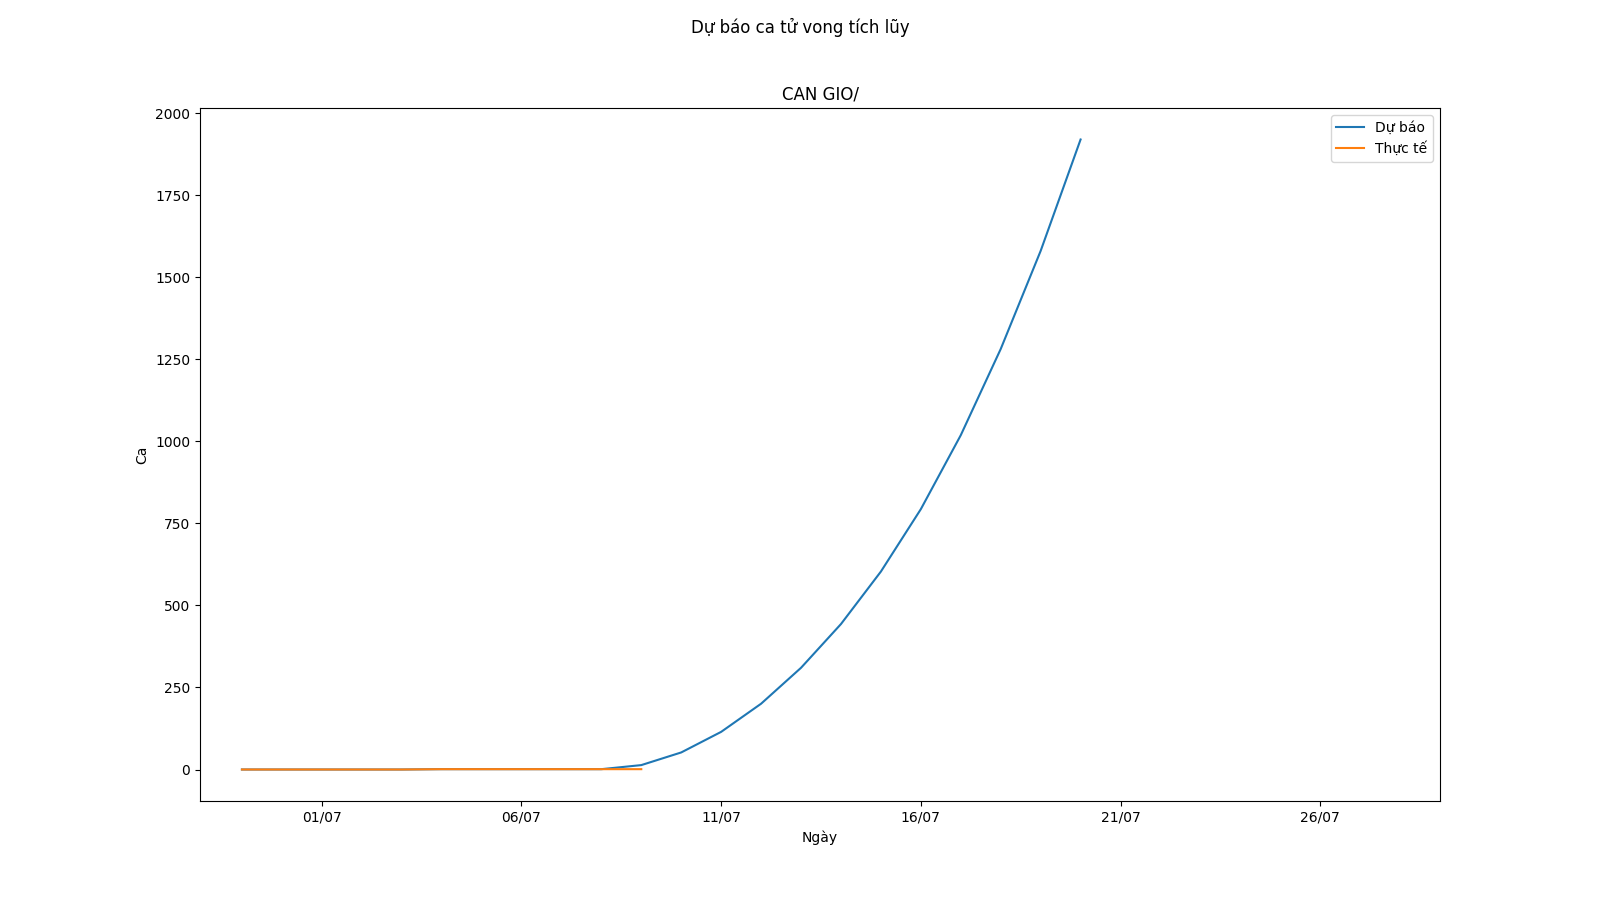 Dự báo ca tử vong tích lũy
CAN GIO/
Dự báo
Thực tế
2000
1750
1500
1250
1000
750
500
250
0
Ca
01/07
06/07
11/07
16/07
21/07
26/07
Ngày